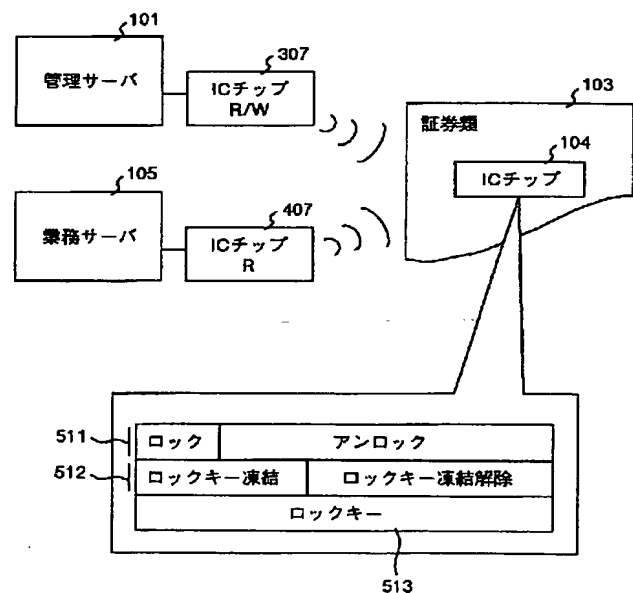 101
307
管理サーバ
ICチップ
R/W
103
証券類
104
ICチップ
105
407
業務サーバ
ICチップ
R
511
ロック
アンロック
512
ロックキー凍結
ロックキー凍結解除
ロックキー
513